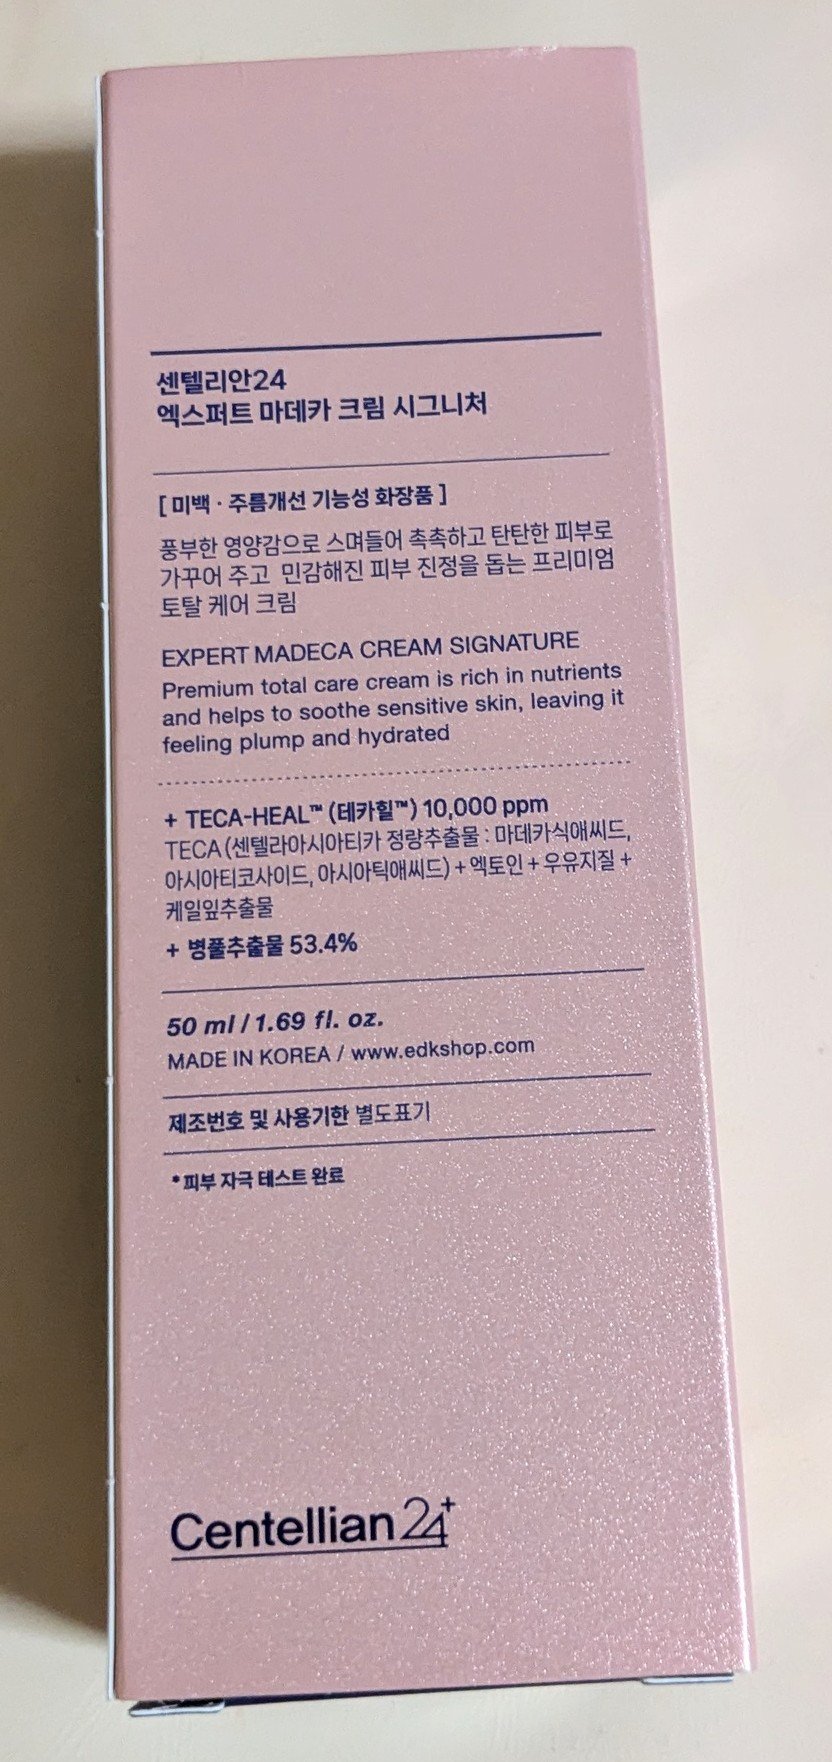 센텔리안24
엑스퍼트 마데카 크림 시그니처
[ 미백 · 주름개선 기능성 화장품 ]
풍부한 영양감으로 스며들어 촉촉하고 탄탄한 피부로
가꾸어 주고 민감해진 피부 진정을 돕는 프리미엄
토탈 케어 크림
EXPERT MADECA CREAM SIGNATURE
Premium total care cream is rich in nutrients
and helps to soothe sensitive skin, leaving it
feeling plump and hydrated
+ TECA-HEAL™ (테카힐™) 10,000 ppm
TECA (센텔라아시아티카 정량추출물 : 마데카식애씨드,
아시아티코사이드, 아시아틱애씨드) + 엑토인 + 우유지질 +
케일잎추출물
+ 병풀추출물 53.4%
50 ml / 1.69 fl. oz.
MADE IN KOREA / www.edkshop.com
제조번호 및 사용기한 별도표기
*피부 자극 테스트 완료
Centellian 24+